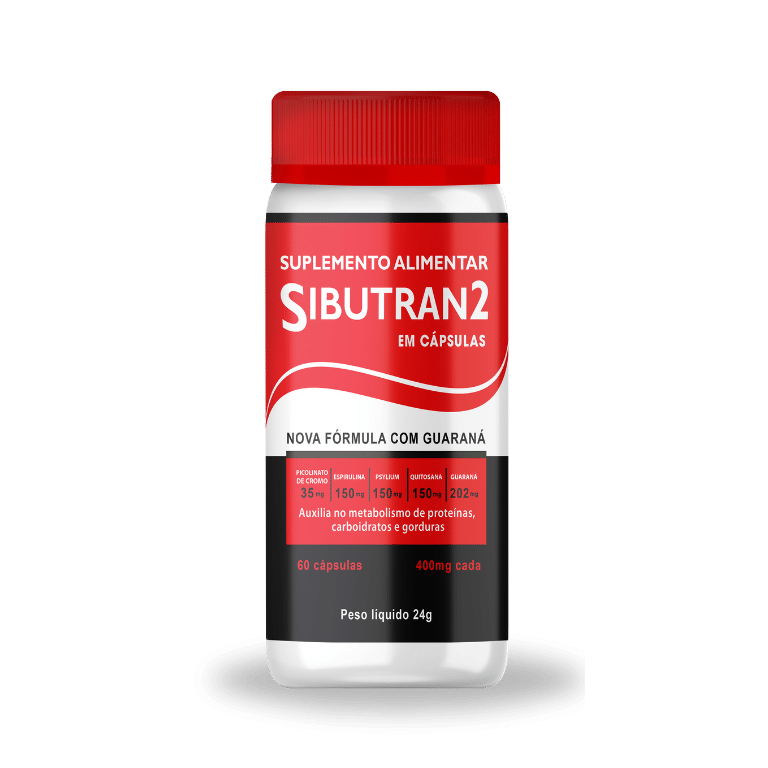 SUPLEMENTO ALIMENTAR
SIBUTRAN2
EM CÁPSULAS
NOVA FÓRMULA COM GUARANÁ
PICOLINATO DE CROMO 35mg
ESPIRULINA 150mg
PSYLIUM 150mg
QUITOSANA 150mg
GUARANÁ 202mg
Auxilia no metabolismo de proteínas,
carboidratos e gorduras
60 cápsulas 400mg cada
Peso líquido 24g